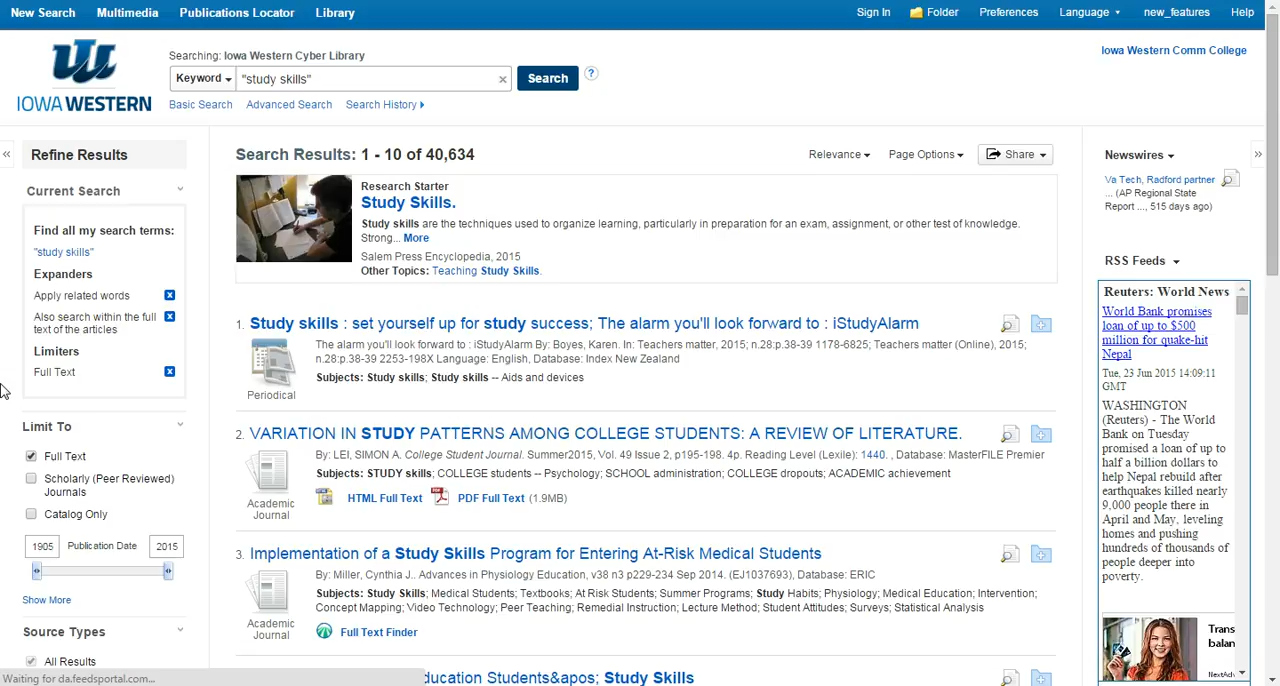 New Search Multimedia Publications Locator Library Sign In Folder Preferences Language new_features Help
IOWA WESTERN
Searching: Iowa Western Cyber Library
Keyword "study skills" × Search ?
Basic Search Advanced Search Search History
Iowa Western Comm College
«
Refine Results
Current Search
Find all my search terms:
"study skills"
Expanders
Apply related words
Also search within the full
text of the articles
Limiters
Full Text
Limit To
Full Text
Scholarly (Peer Reviewed)
Journals
Catalog Only
1905 Publication Date 2015
Show More
Source Types
All Results
Waiting for da.feedsportal.com...
Search Results: 1 - 10 of 40,634
Relevance Page Options Share
Research Starter
Study Skills.
Study skills are the techniques used to organize learning, particularly in preparation for an exam, assignment, or other test of knowledge.
Strong... More
Salem Press Encyclopedia, 2015
Other Topics: Teaching Study Skills.
1. Study skills : set yourself up for study success; The alarm you'll look forward to : iStudyAlarm
The alarm you'll look forward to : iStudyAlarm By: Boyes, Karen. In: Teachers matter, 2015; n.28:p.38-39 1178-6825; Teachers matter (Online), 2015;
n.28:p.38-39 2253-198X Language: English, Database: Index New Zealand
Subjects: Study skills; Study skills -- Aids and devices
Periodical
2. VARIATION IN STUDY PATTERNS AMONG COLLEGE STUDENTS: A REVIEW OF LITERATURE.
By: LEI, SIMON A. College Student Journal. Summer2015, Vol. 49 Issue 2, p195-198. 4p. Reading Level (Lexile): 1440. , Database: MasterFILE Premier
Subjects: STUDY skills; COLLEGE students -- Psychology; SCHOOL administration; COLLEGE dropouts; ACADEMIC achievement
HTML Full Text PDF Full Text (1.9MB)
Academic
Journal
3. Implementation of a Study Skills Program for Entering At-Risk Medical Students
By: Miller, Cynthia J.. Advances in Physiology Education, v38 n3 p229-234 Sep 2014. (EJ1037693), Database: ERIC
Subjects: Study Skills; Medical Students; Textbooks; At Risk Students; Summer Programs; Study Habits; Physiology; Medical Education; Intervention;
Concept Mapping; Video Technology; Peer Teaching; Remedial Instruction; Lecture Method; Student Attitudes; Surveys; Statistical Analysis
Academic
Journal
Full Text Finder
ducation Students&apos; Study Skills
»
Newswires
Va Tech, Radford partner
... (AP Regional State
Report ..., 515 days ago)
RSS Feeds
Reuters: World News
World Bank promises
loan of up to $500
million for quake-hit
Nepal
Tue, 23 Jun 2015 14:09:11
GMT
WASHINGTON
(Reuters) - The World
Bank on Tuesday
promised a loan of up to
half a billion dollars to
help Nepal rebuild after
earthquakes killed nearly
9,000 people there in
April and May, leveling
homes and pushing
hundreds of thousands of
people deeper into
poverty.
Trans
balan
NextAdv